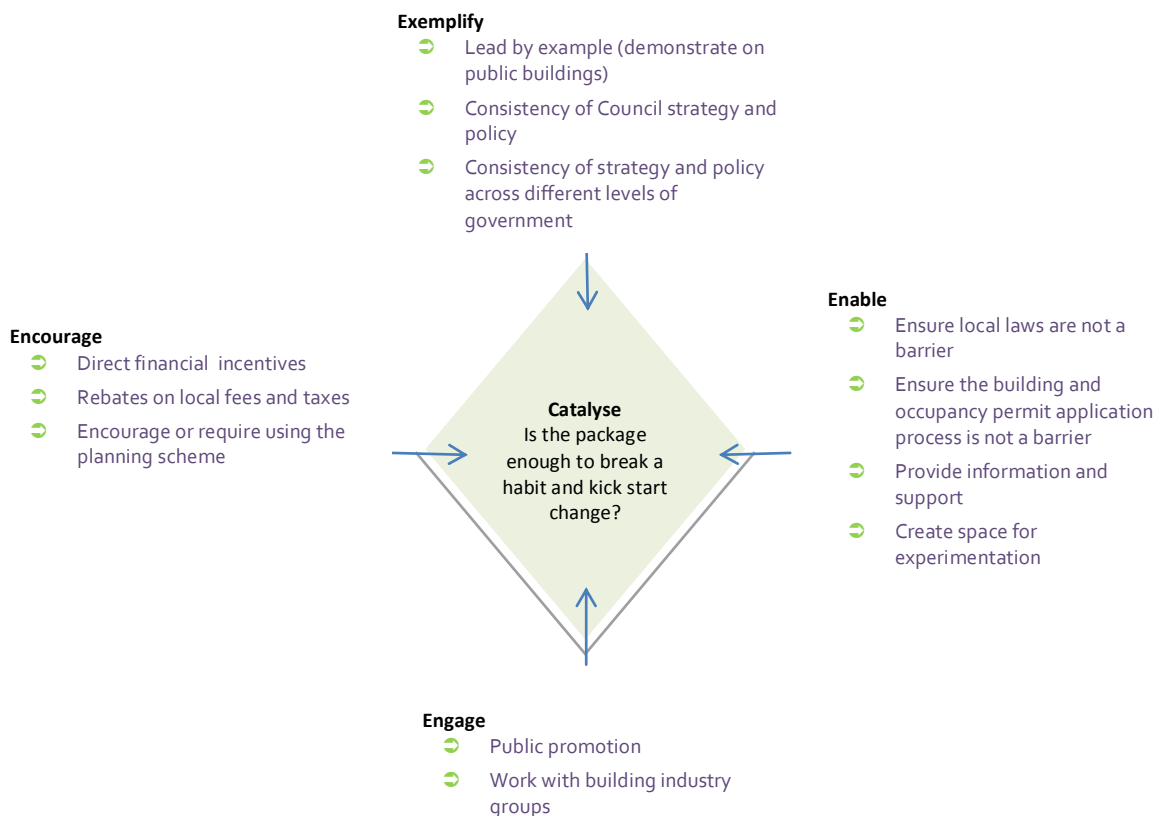 Exemplify
Lead by example (demonstrate on
public buildings)
Consistency of Council strategy and
policy
Consistency of strategy and policy
across different levels of
government
Enable
Ensure local laws are not a
barrier
Ensure the building and
occupancy permit application
process is not a barrier
Provide information and
support
Create space for
experimentation
Encourage
Direct financial  incentives
Rebates on local fees and taxes
Encourage or require using the
planning scheme
Catalyse
Is the package
enough to break a
habit and kick start
change?
Engage
Public promotion
Work with building industry
groups